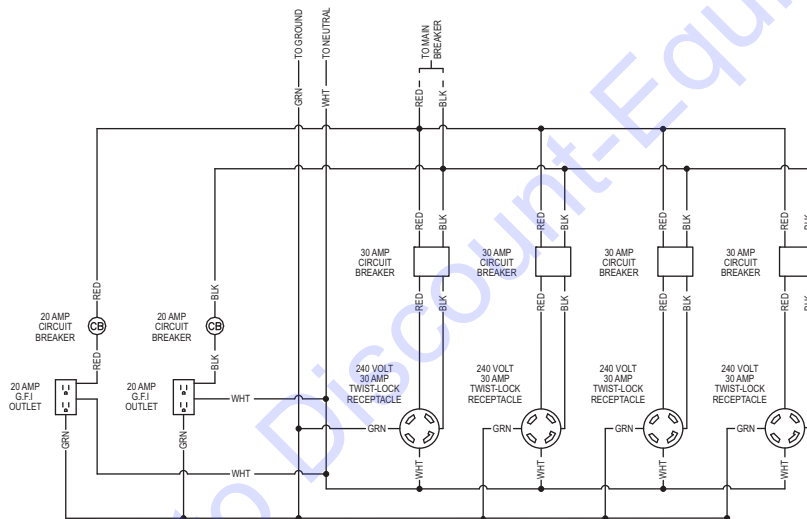 TO GROUND
TO NEUTRAL
TO MAIN
BREAKER
GRN
WHT
RED
BLK
RED
BLK
RED
BLK
RED
BLK
RED
BLK
30 AMP
CIRCUIT
BREAKER
30 AMP
CIRCUIT
BREAKER
30 AMP
CIRCUIT
BREAKER
30 AMP
CIRCUIT
BREAKER
RED
BLK
RED
BLK
RED
BLK
RED
BLK
RED
BLK
20 AMP
CIRCUIT
BREAKER
CB
20 AMP
CIRCUIT
BREAKER
CB
RED
BLK
20 AMP
G.F.I
OUTLET
20 AMP
G.F.I
OUTLET
240 VOLT
30 AMP
TWIST-LOCK
RECEPTACLE
240 VOLT
30 AMP
TWIST-LOCK
RECEPTACLE
240 VOLT
30 AMP
TWIST-LOCK
RECEPTACLE
240 VOLT
30 AMP
TWIST-LOCK
RECEPTACLE
WHT
GRN
GRN
GRN
GRN
GRN
GRN
WHT
WHT
WHT
WHT
WHT
to Discount-Equi